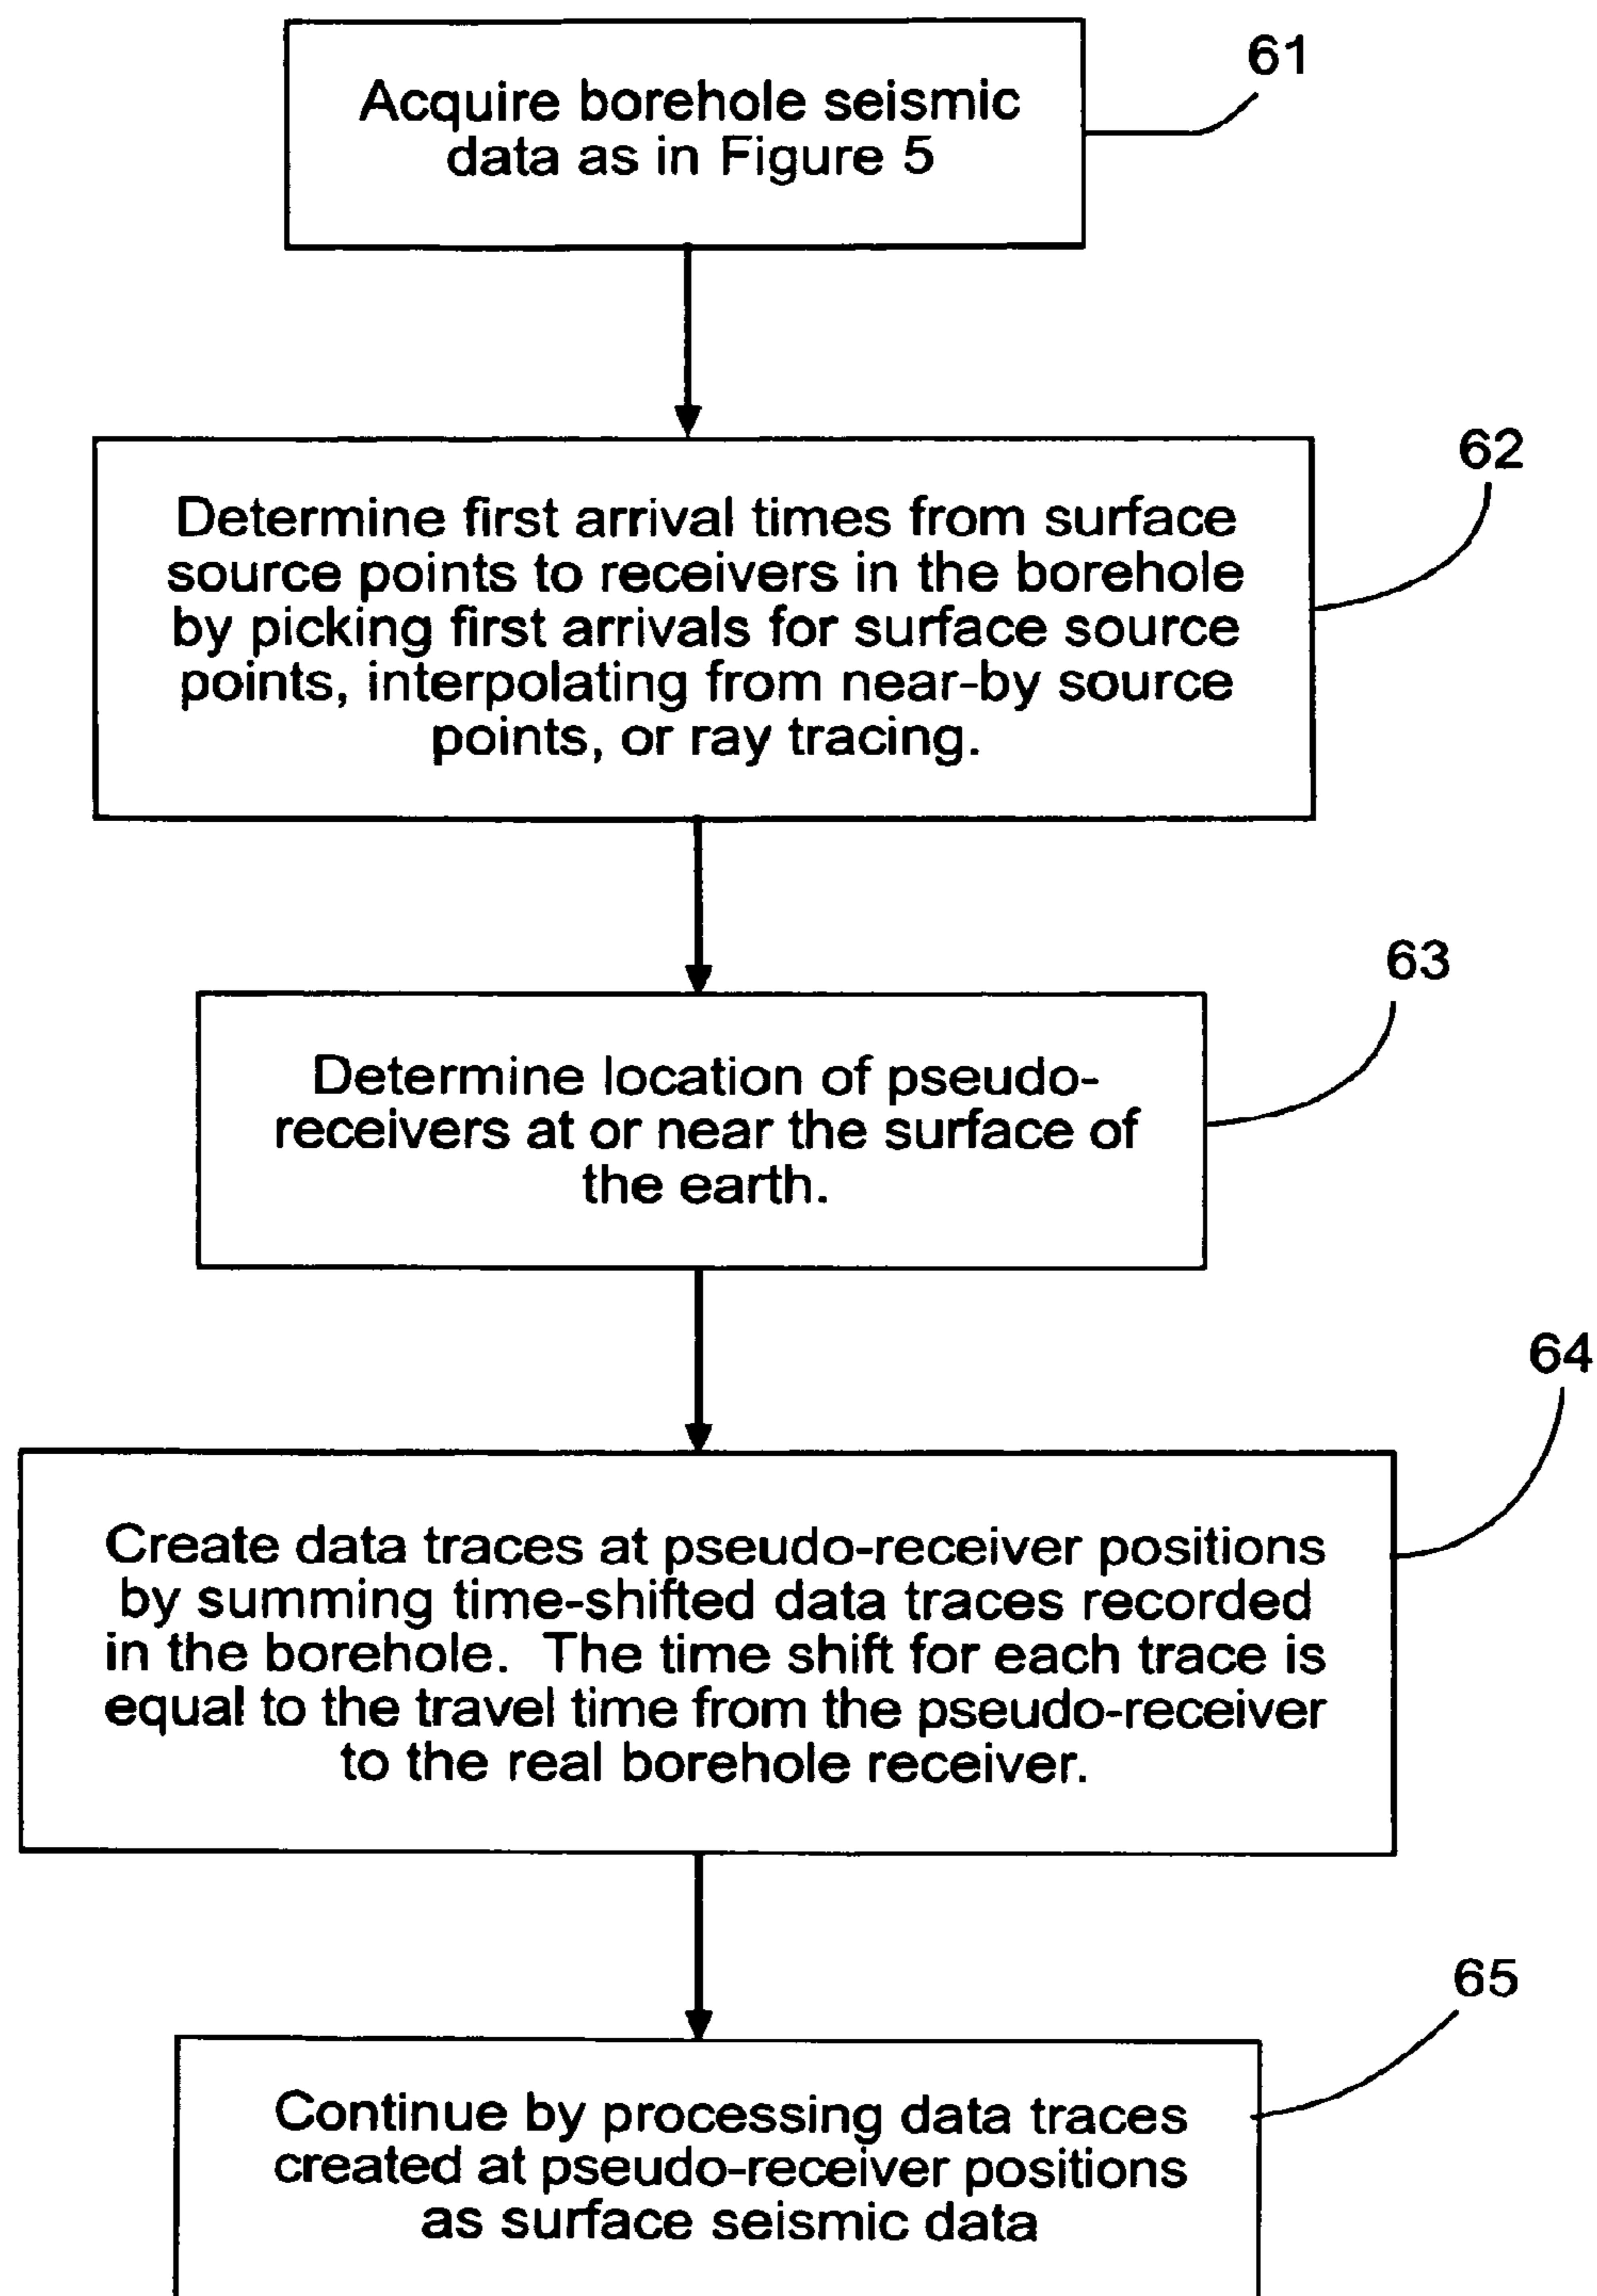 61
Acquire borehole seismic
data as in Figure 5
62
Determine first arrival times from surface
source points to receivers in the borehole
by picking first arrivals for surface source
points, interpolating from near-by source
points, or ray tracing.
63
Determine location of pseudo-
receivers at or near the surface of
the earth.
64
Create data traces at pseudo-receiver positions
by summing time-shifted data traces recorded
in the borehole.  The time shift for each trace is
equal to the travel time from the pseudo-receiver
to the real borehole receiver.
65
Continue by processing data traces
created at pseudo-receiver positions
as surface seismic data